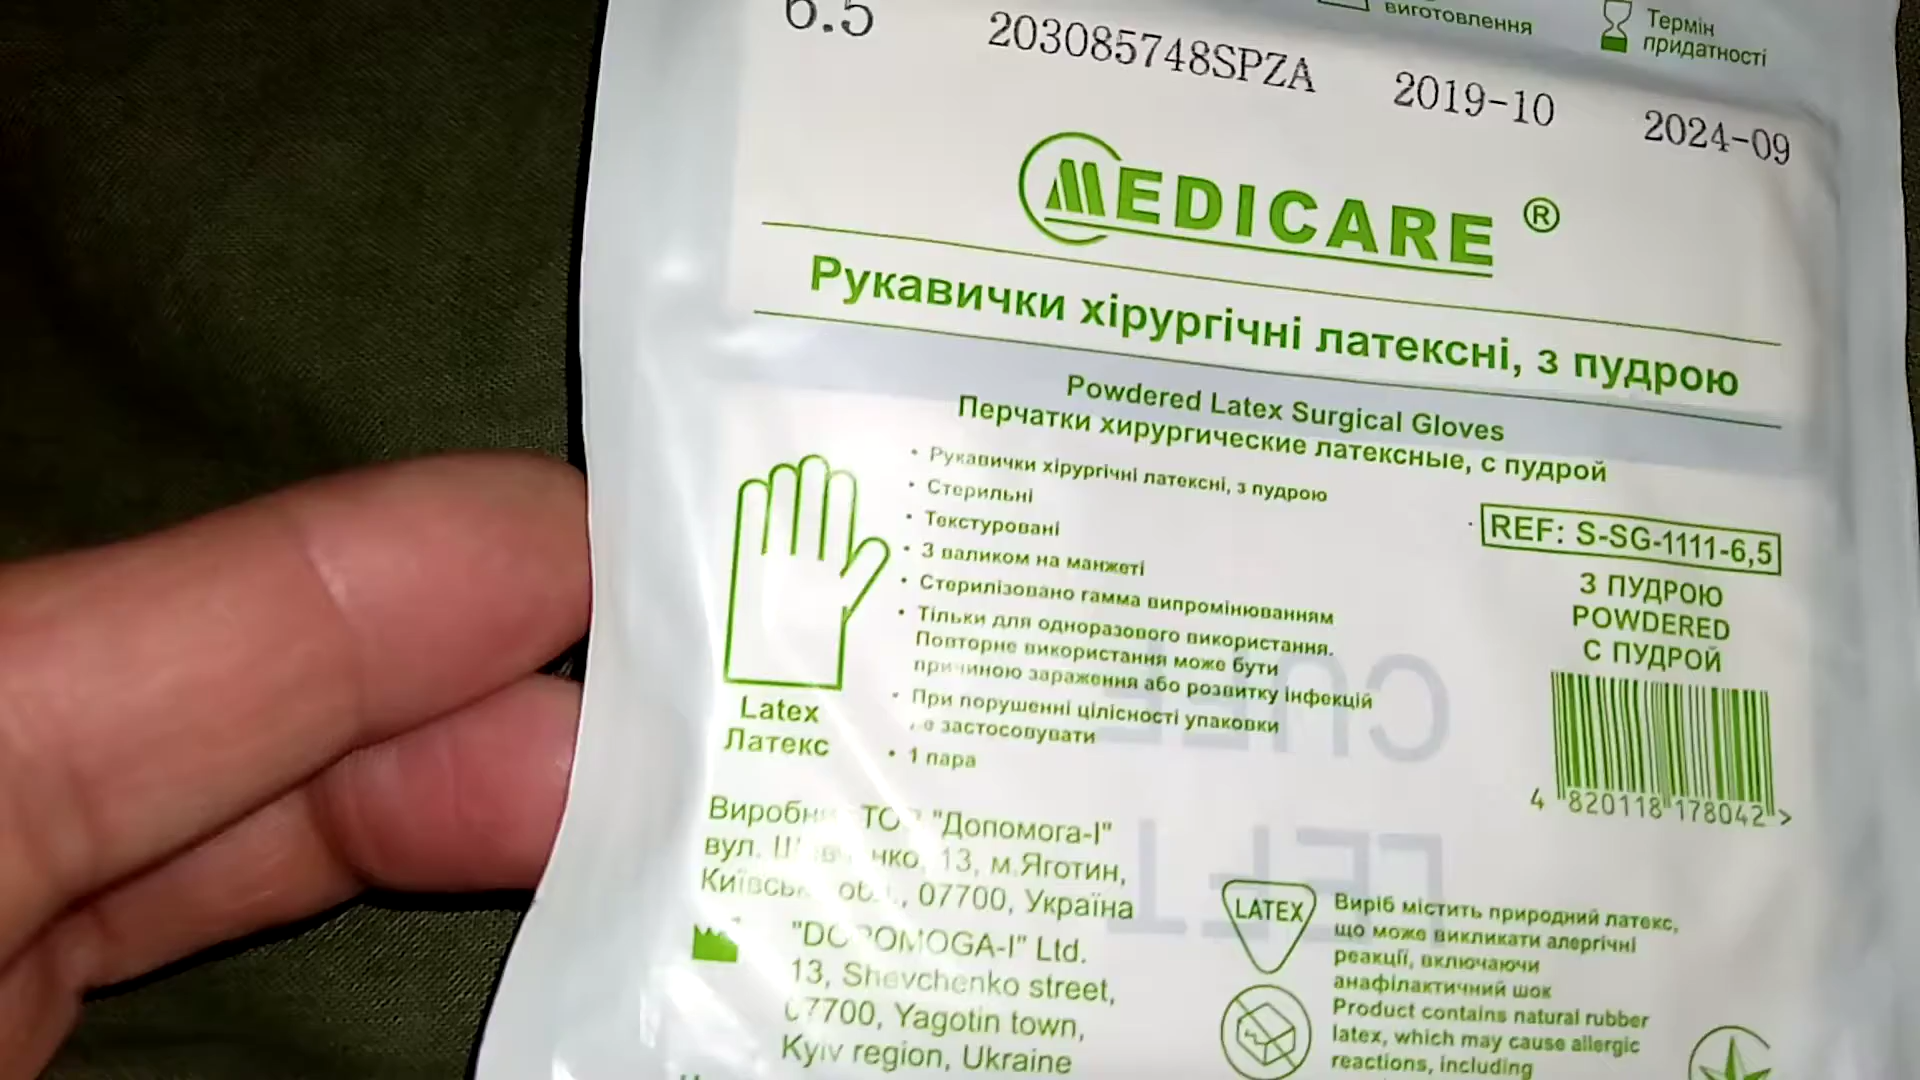 виготовлення
Термін
придатності
6.5 203085748SPZA 2019-10 2024-09
MEDICARE ®
Рукавички хірургічні латексні, з пудрою
Powdered Latex Surgical Gloves
Перчатки хирургические латексные, с пудрой
• Рукавички хірургічні латексні, з пудрою
• Стерильні
• Текстуровані
• З валиком на манжеті
• Стерилізовано гамма випромінюванням
• Тільки для одноразового використання.
Повторне використання може бути
причиною зараження або розвитку інфекцій
• При порушенні цілісності упаковки
не застосовувати
• 1 пара
Latex
Латекс
REF: S-SG-1111-6,5
З ПУДРОЮ
POWDERED
С ПУДРОЙ
4 820118 178042 >
"Допомога-І"
вул. 13, м.Яготин,
07700, Україна
"DOPOMOGA-I" Ltd.
13, Shevchenko street,
07700, Yagotin town,
Kyiv region, Ukraine
LATEX
Виріб містить природний латекс,
що може викликати алергічні
реакції, включаючи
анафілактичний шок
Product contains natural rubber
latex, which may cause allergic
reactions, including
CUFF
LEFT